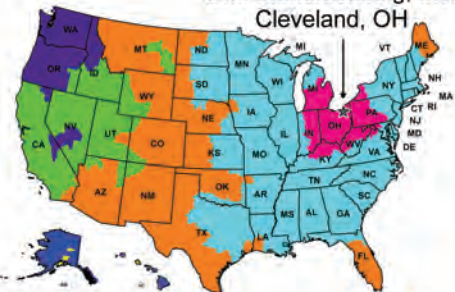 Cleveland, OH
WA
MT
ND
MN
MI
VT
ME
OR
ID
SD
WI
MI
NY
NH
WY
MA
NV
NE
IA
PA
CT
RI
UT
IL
IN
OH
NJ
CA
CO
KS
MO
WV
VA
MD
KY
DE
AZ
NM
OK
AR
TN
NC
SC
MS
AL
GA
TX
LA
FL